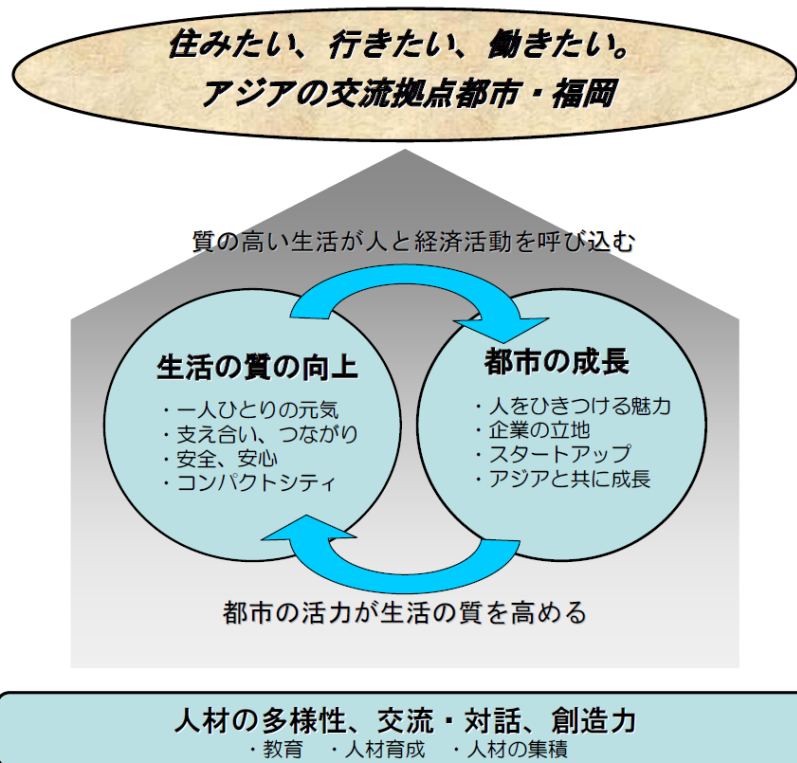 住みたい、行きたい、働きたい。
アジアの交流拠点都市・福岡
質の高い生活が人と経済活動を呼び込む
生活の質の向上
・一人ひとりの元気
・支え合い、つながり
・安全、安心
・コンパクトシティ
都市の成長
・人をひきつける魅力
・企業の立地
・スタートアップ
・アジアと共に成長
都市の活力が生活の質を高める
人材の多様性、交流・対話、創造力
・教育　・人材育成　・人材の集積